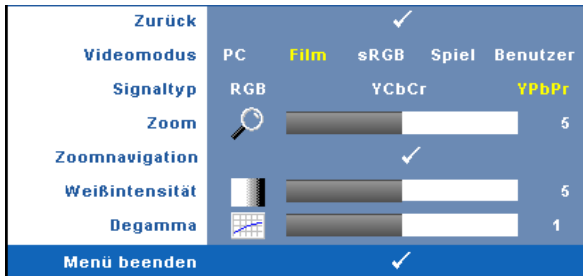 Zurück
Videomodus PC Film sRGB Spiel Benutzer
Signaltyp RGB YCbCr YPbPr
Zoom 5
Zoomnavigation
Weißintensität 5
Degamma 1
Menü beenden